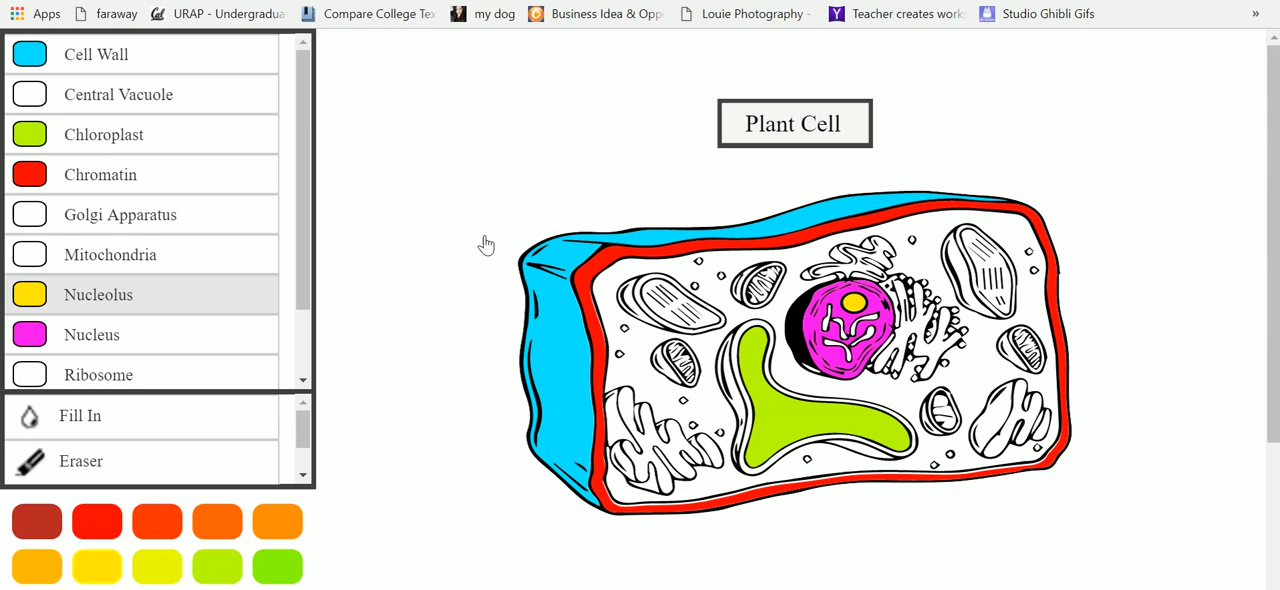 Apps faraway URAP - Undergradua Compare College Tex my dog Business Idea & Oppo Louie Photography - Teacher creates work Studio Ghibli Gifs »
Cell Wall
Central Vacuole
Chloroplast
Chromatin
Golgi Apparatus
Mitochondria
Nucleolus
Nucleus
Ribosome
Fill In
Eraser
Plant Cell